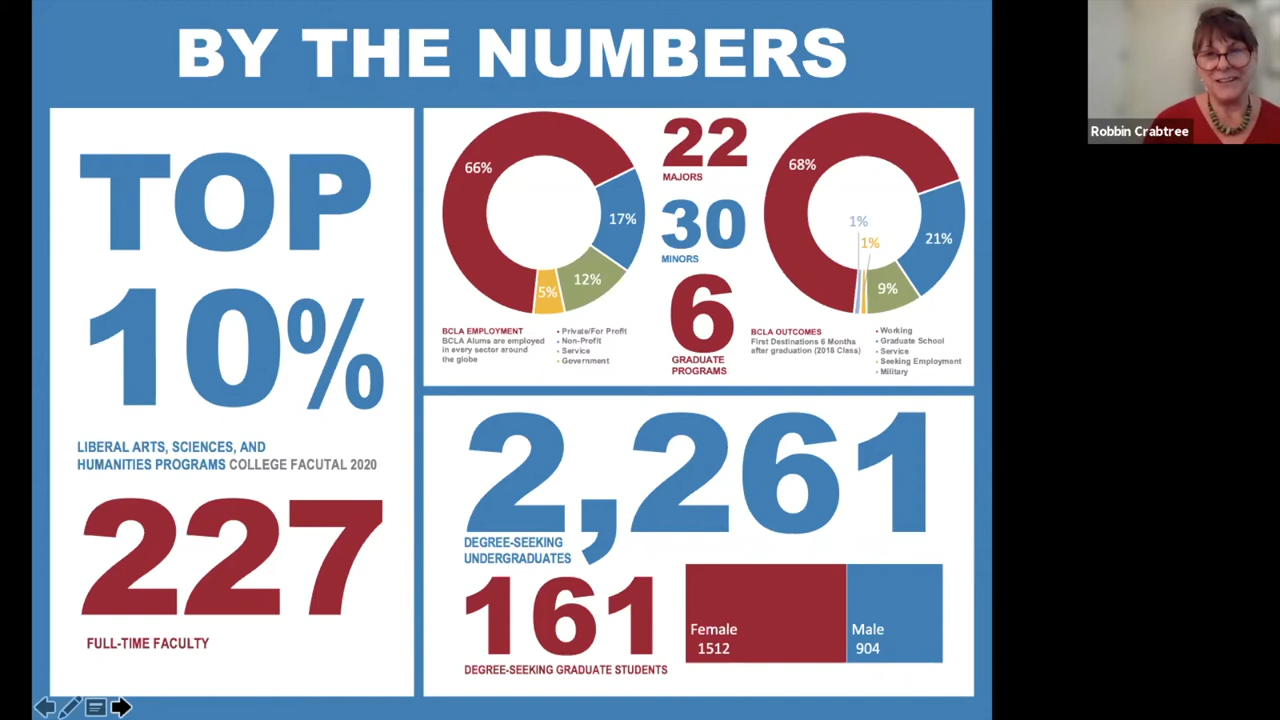 BY THE NUMBERS
TOP
10%
LIBERAL ARTS, SCIENCES, AND
HUMANITIES PROGRAMS COLLEGE FACUTAL 2020
227
FULL-TIME FACULTY
66%
17%
12%
5%
BCLA EMPLOYMENT
BCLA Alums are employed
in every sector around
the globe
• Private/For Profit
• Non-Profit
• Service
• Government
22
MAJORS
30
MINORS
6
GRADUATE
PROGRAMS
68%
21%
9%
1%
1%
BCLA OUTCOMES
First Destinations 6 Months
after graduation (2018 Class)
• Working
• Graduate School
• Service
• Seeking Employment
• Military
2,261
DEGREE-SEEKING
UNDERGRADUATES
161
DEGREE-SEEKING GRADUATE STUDENTS
Female
1512
Male
904
Robbin Crabtree